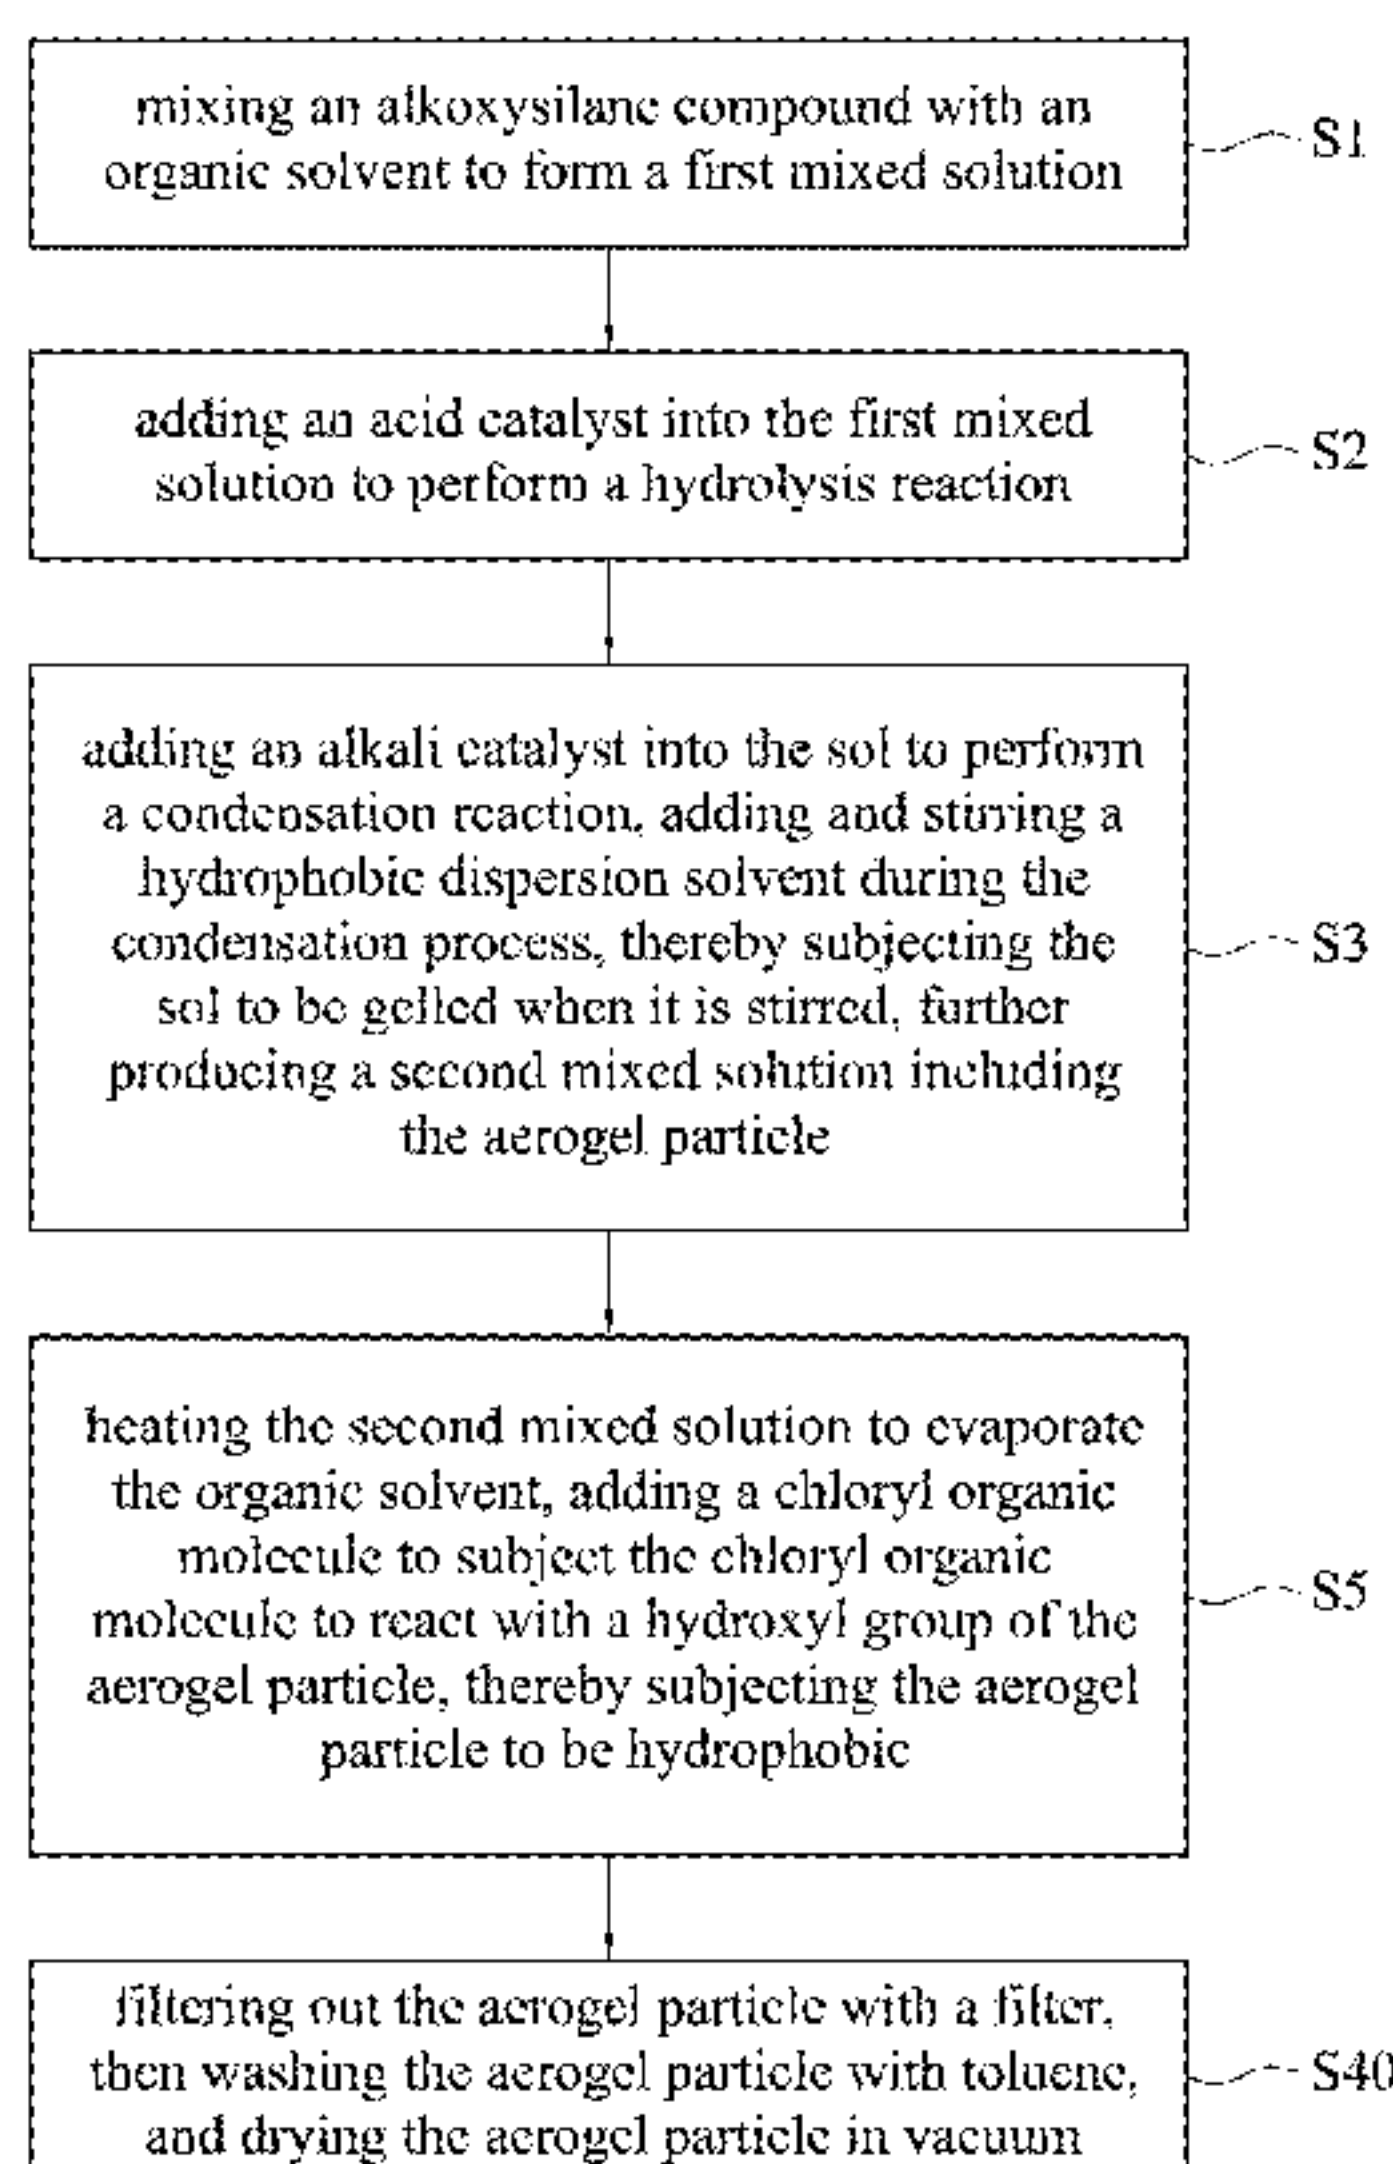 mixing an alkoxysilane compound with an
organic solvent to form a first mixed solution
S1
adding an acid catalyst into the first mixed
solution to perform a hydrolysis reaction
S2
adding an alkali catalyst into the sol to perform
a condensation reaction, adding and stirring a
hydrophobic dispersion solvent during the
condensation process, thereby subjecting the
sol to be gelled when it is stirred, further
producing a second mixed solution including
the aerogel particle
S3
heating the second mixed solution to evaporate
the organic solvent, adding a chloryl organic
molecule to subject the chloryl organic
molecule to react with a hydroxyl group of the
aerogel particle, thereby subjecting the aerogel
particle to be hydrophobic
S5
filtering out the aerogel particle with a filter,
then washing the aerogel particle with toluene,
and drying the aerogel particle in vacuum
S40